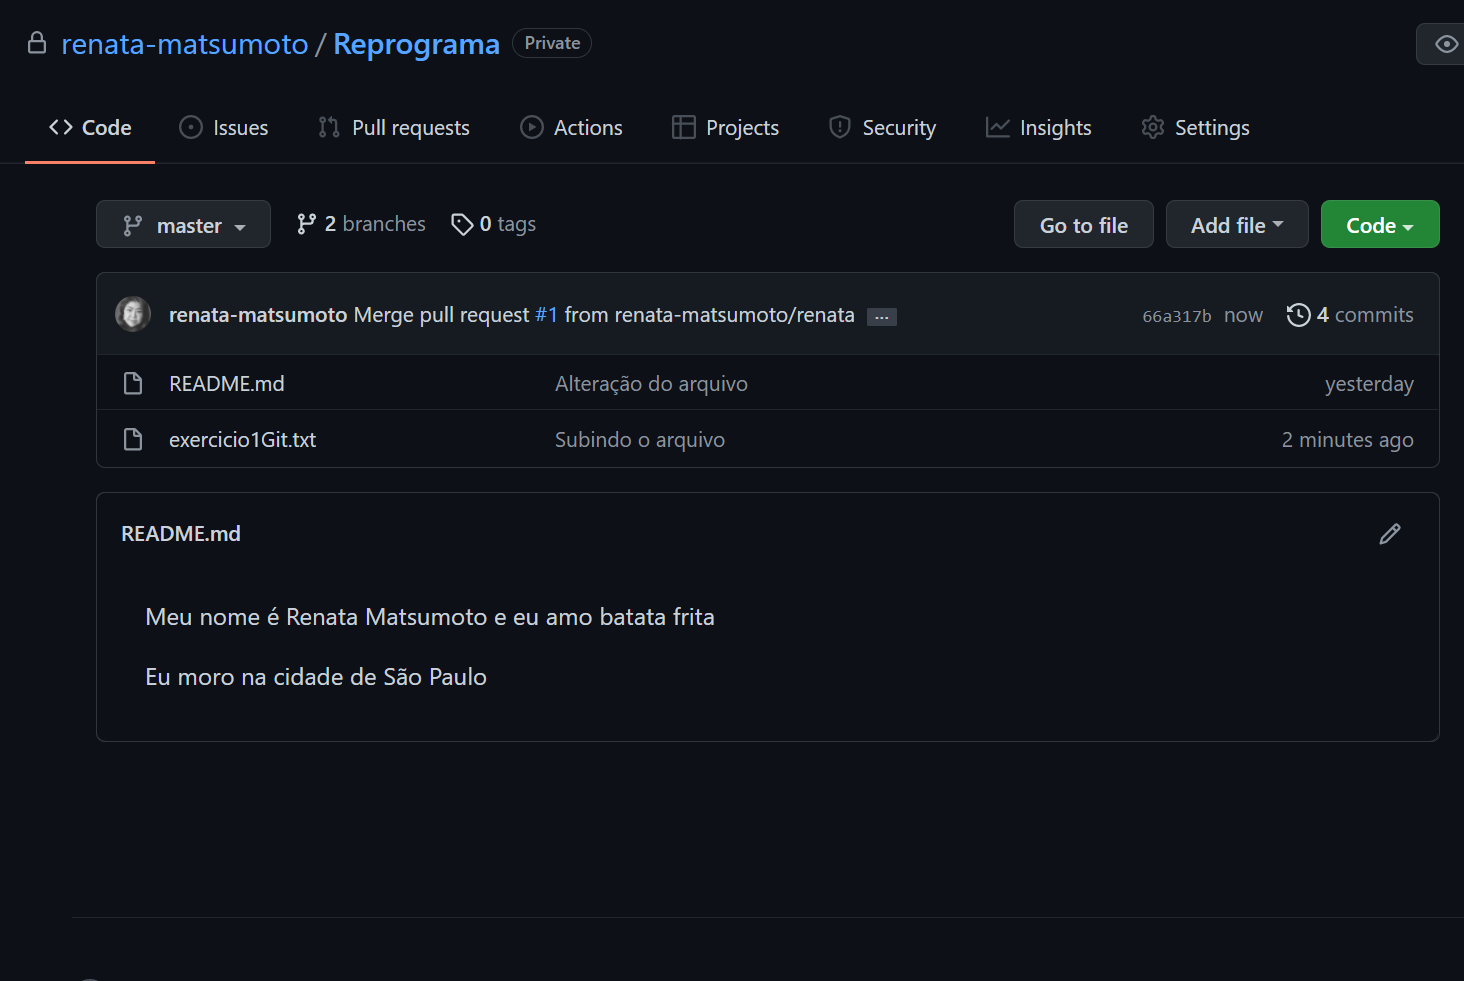 renata-matsumoto / Reprograma Private
Code Issues Pull requests Actions Projects Security Insights Settings
master 2 branches 0 tags Go to file Add file Code
renata-matsumoto Merge pull request #1 from renata-matsumoto/renata ... 66a317b now 4 commits
README.md Alteração do arquivo yesterday
exercicio1Git.txt Subindo o arquivo 2 minutes ago
README.md
Meu nome é Renata Matsumoto e eu amo batata frita
Eu moro na cidade de São Paulo